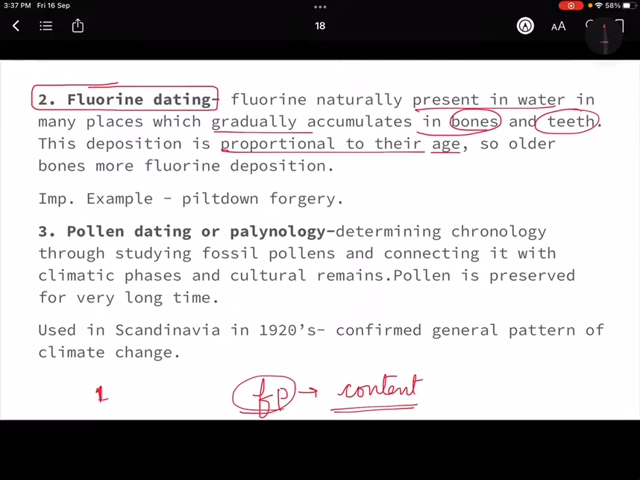 3:37 PM Fri 16 Sep
58%
18
AA
2. Fluorine dating- fluorine naturally present in water in
many places which gradually accumulates in bones and teeth.
This deposition is proportional to their age, so older
bones more fluorine deposition.
Imp. Example – piltdown forgery.
3. Pollen dating or palynology-determining chronology
through studying fossil pollens and connecting it with
climatic phases and cultural remains.Pollen is preserved
for very long time.
Used in Scandinavia in 1920's- confirmed general pattern of
climate change.
1 fp → content